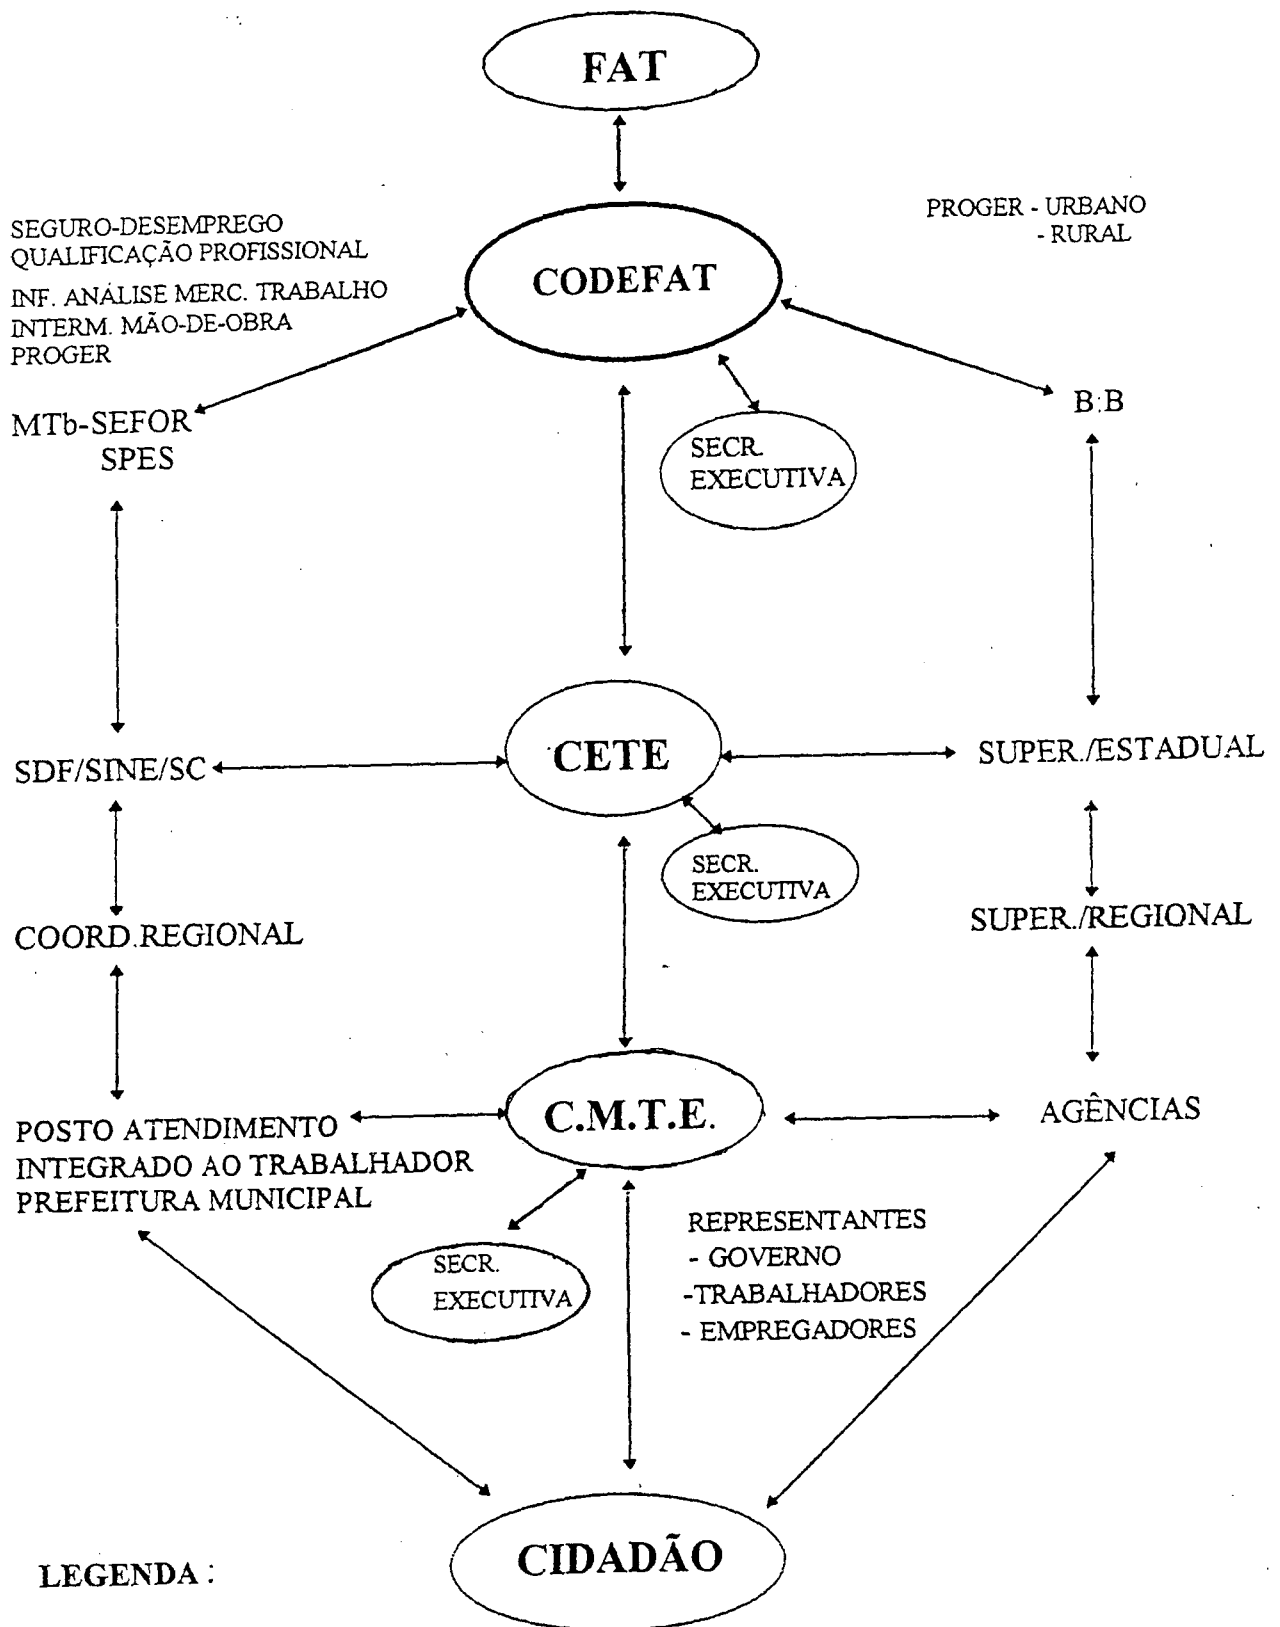 FAT
SEGURO-DESEMPREGO
QUALIFICAÇÃO PROFISSIONAL
INF. ANÁLISE MERC. TRABALHO
INTERM. MÃO-DE-OBRA
PROGER
PROGER - URBANO
- RURAL
CODEFAT
MTb-SEFOR
SPES
SECR.
EXECUTIVA
B.B
SDF/SINE/SC
CETE
SUPER./ESTADUAL
SECR.
EXECUTIVA
COORD.REGIONAL
SUPER./REGIONAL
POSTO ATENDIMENTO
INTEGRADO AO TRABALHADOR
PREFEITURA MUNICIPAL
C.M.T.E.
AGÊNCIAS
SECR.
EXECUTIVA
REPRESENTANTES
- GOVERNO
-TRABALHADORES
- EMPREGADORES
CIDADÃO
LEGENDA :